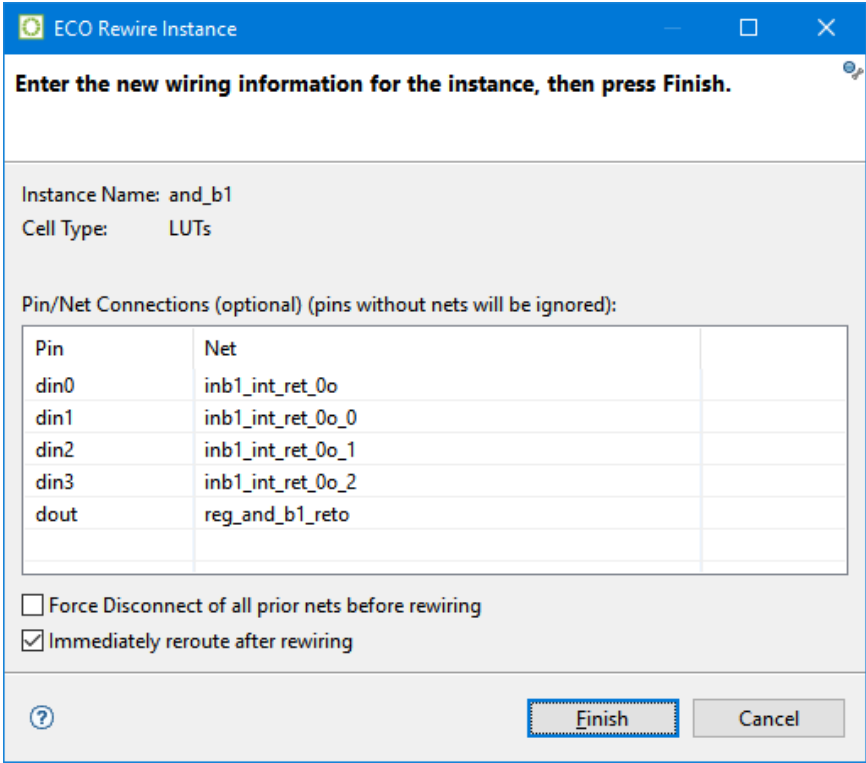 ECO Rewire Instance
Enter the new wiring information for the instance, then press Finish.
Instance Name: and_b1
Cell Type: LUTs
Pin/Net Connections (optional) (pins without nets will be ignored):
Pin Net
din0 inb1_int_ret_0o
din1 inb1_int_ret_0o_0
din2 inb1_int_ret_0o_1
din3 inb1_int_ret_0o_2
dout reg_and_b1_reto
Force Disconnect of all prior nets before rewiring
Immediately reroute after rewiring
? Finish Cancel